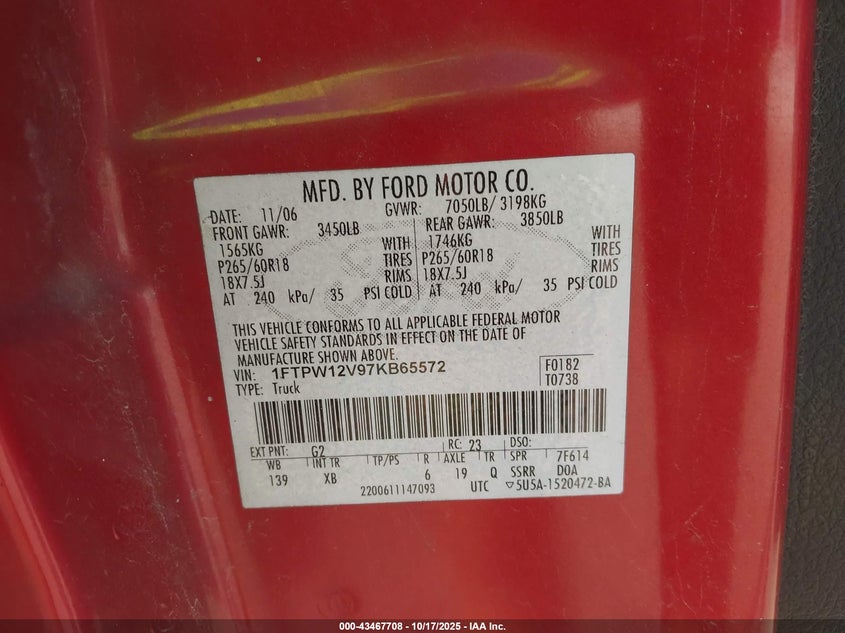 MFD. BY FORD MOTOR CO.
DATE: 11/06 GVWR: 7050LB/ 3198KG
FRONT GAWR: 3450LB REAR GAWR: 3850LB
1565KG WITH 1746KG WITH
P265/60R18 TIRES P265/60R18 TIRES
18X7.5J RIMS 18X7.5J RIMS
AT 240 kPa/ 35 PSI COLD AT 240 kPa/ 35 PSI COLD
THIS VEHICLE CONFORMS TO ALL APPLICABLE FEDERAL MOTOR
VEHICLE SAFETY STANDARDS IN EFFECT ON THE DATE OF
MANUFACTURE SHOWN ABOVE.
VIN: 1FTPW12V97KB65572 F0182
TYPE: Truck T0738
EXT PNT: G2 RC: 23 DSO:
WB INT TR TP/PS R AXLE TR SPR 7F614
139 XB 6 19 Q SSRR DOA
2200611147093 UTC ▽5U5A-1520472-BA
000-43467708 - 10/17/2025 - IAA Inc.